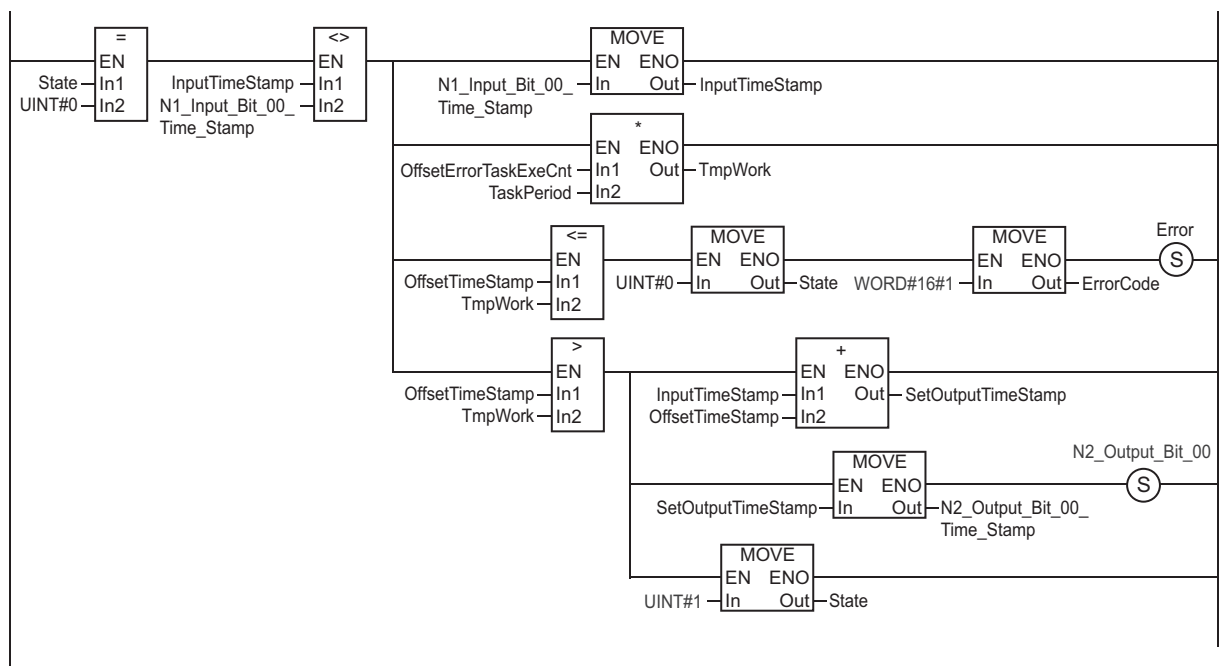 = <> MOVE
EN EN EN ENO
State In1 InputTimeStamp In1 N1_Input_Bit_00_ In Out InputTimeStamp
UINT#0 In2 N1_Input_Bit_00_ In2 Time_Stamp
Time_Stamp
*
EN ENO
OffsetErrorTaskExeCnt In1 Out TmpWork
TaskPeriod In2
<= MOVE MOVE Error
EN EN ENO EN ENO S
OffsetTimeStamp In1 UINT#0 In Out State WORD#16#1 In Out ErrorCode
TmpWork In2
> +
EN EN ENO
OffsetTimeStamp In1 InputTimeStamp In1 Out SetOutputTimeStamp
TmpWork In2 OffsetTimeStamp In2
MOVE N2_Output_Bit_00
EN ENO S
SetOutputTimeStamp In Out N2_Output_Bit_00_
Time_Stamp
MOVE
EN ENO
UINT#1 In Out State